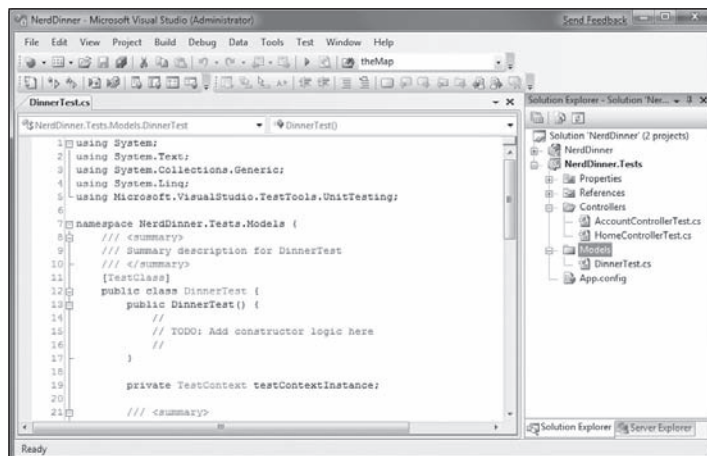 NerdDinner - Microsoft Visual Studio (Administrator)
Send Feedback
File Edit View Project Build Debug Data Tools Test Window Help
theMap
DinnerTest.cs
NerdDinner.Tests.Models.DinnerTest
DinnerTest()
1 using System;
2 using System.Text;
3 using System.Collections.Generic;
4 using System.Linq;
5 using Microsoft.VisualStudio.TestTools.UnitTesting;
6
7 namespace NerdDinner.Tests.Models {
8 /// <summary>
9 /// Summary description for DinnerTest
10 /// </summary>
11 [TestClass]
12 public class DinnerTest {
13 public DinnerTest() {
14 //
15 // TODO: Add constructor logic here
16 //
17 }
18
19 private TestContext testContextInstance;
20
21 /// <summary>
Solution Explorer - Solution 'Ner...
Solution 'NerdDinner' (2 projects)
NerdDinner
NerdDinner.Tests
Properties
References
Controllers
AccountControllerTest.cs
HomeControllerTest.cs
Models
DinnerTest.cs
App.config
Solution Explorer
Server Explorer
Ready